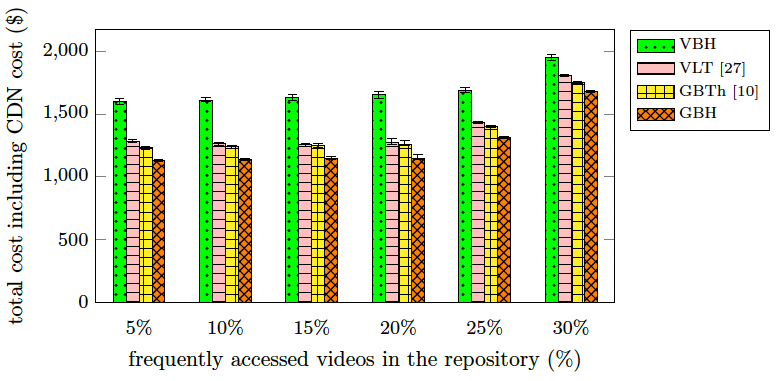 total cost including CDN cost ($)
2,000
1,500
1,000
500
0
5% 10% 15% 20% 25% 30%
frequently accessed videos in the repository (%)
VBH
VLT [27]
GBTh [10]
GBH